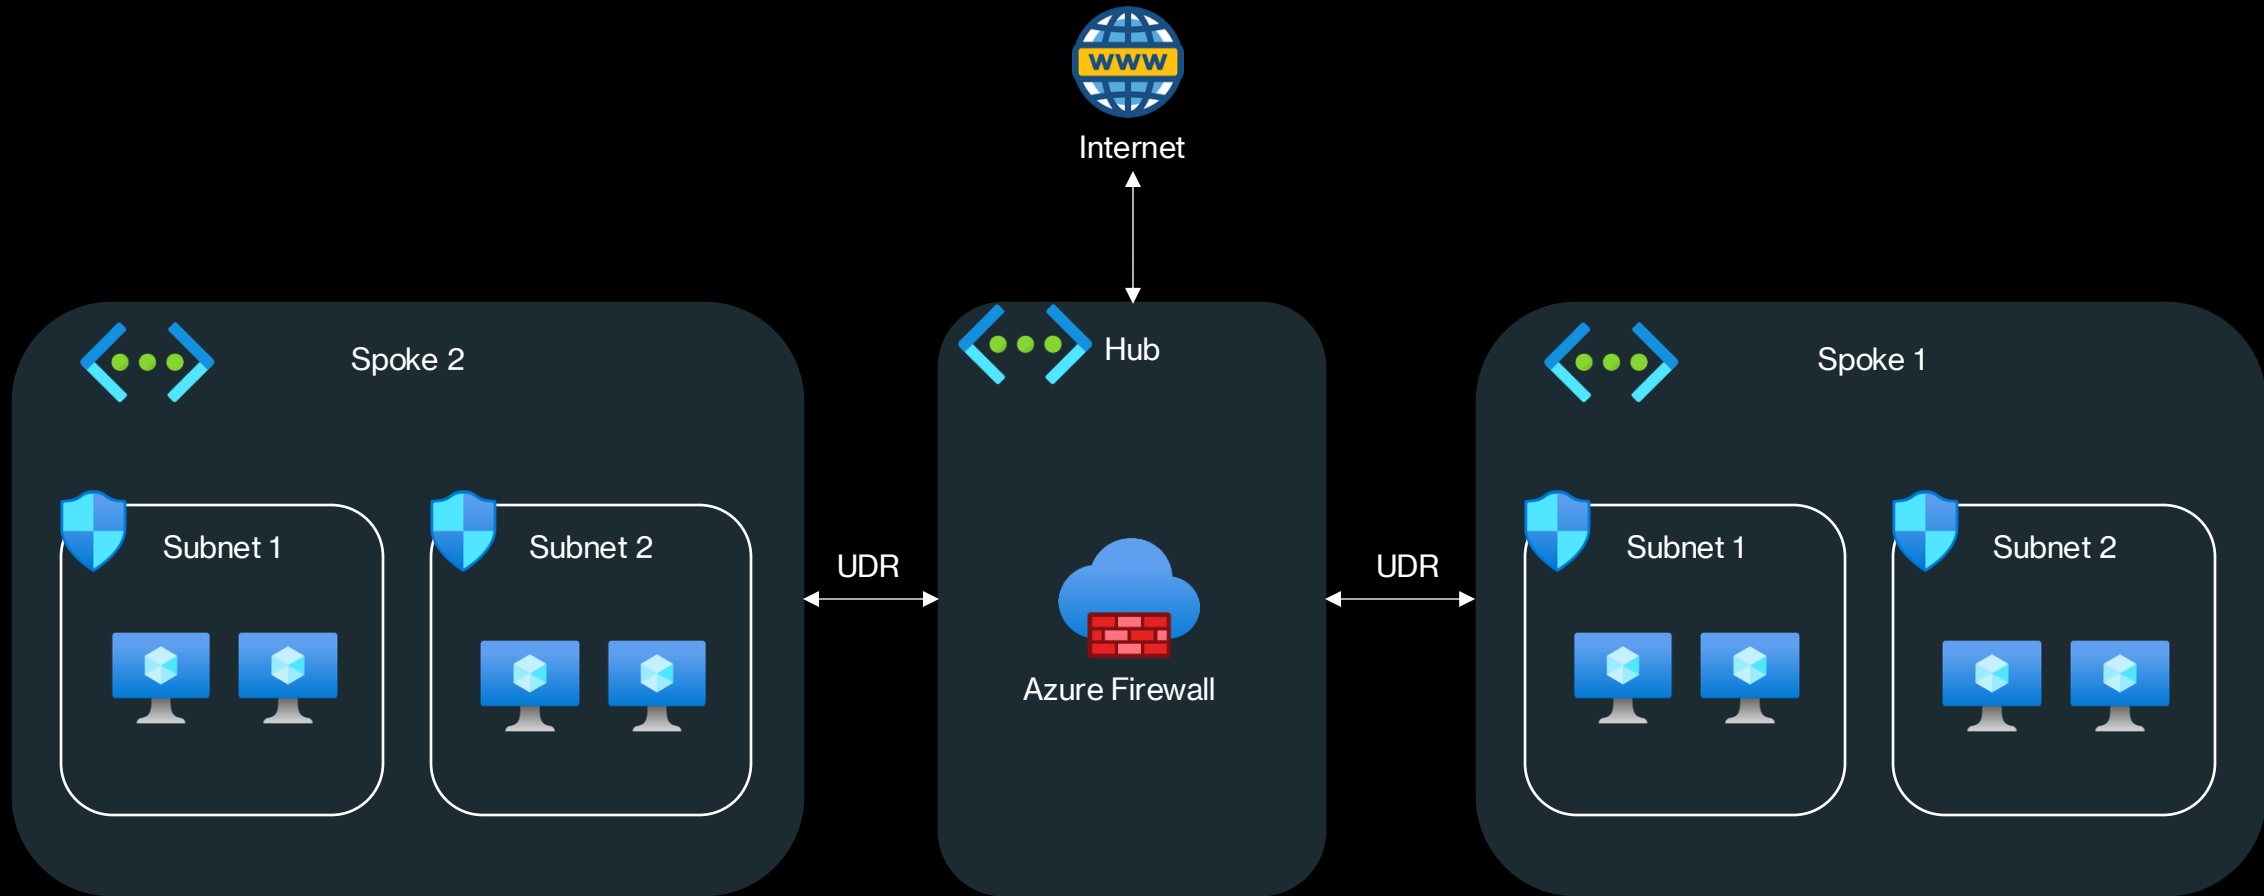 WWW
Internet
Spoke 2
Hub
Spoke 1
Subnet 1
Subnet 2
UDR
UDR
Subnet 1
Subnet 2
Azure Firewall